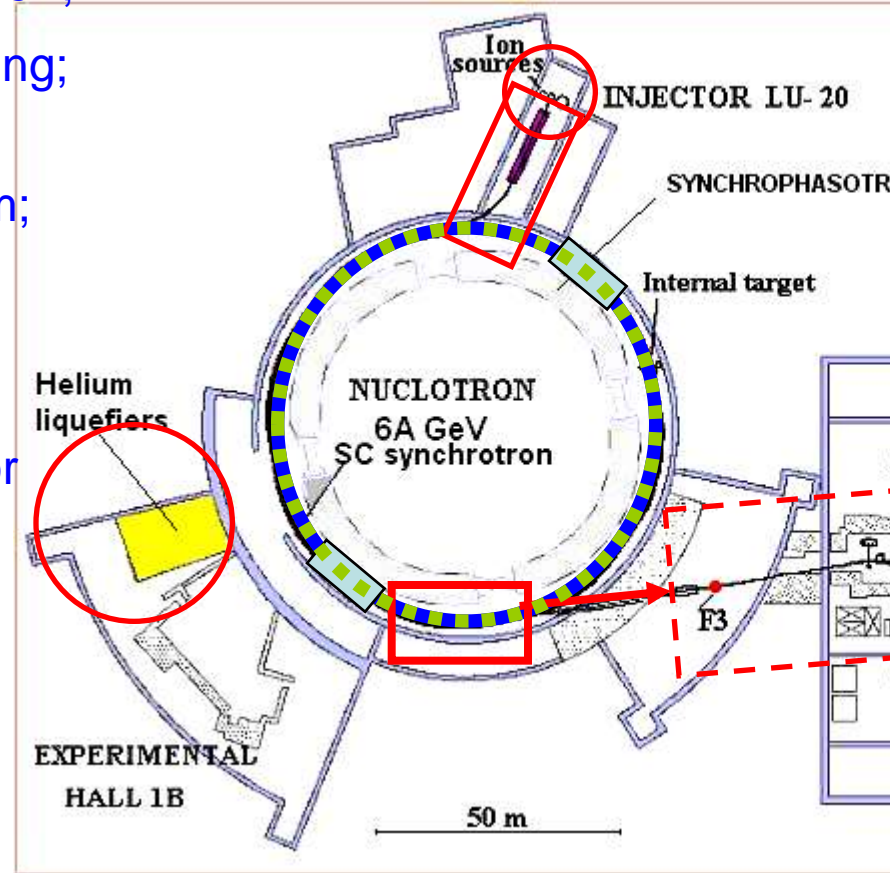 ng;
m;
or
Ion
sources
INJECTOR LU-20
SYNCHROPHASOTR
Internal target
Helium
liquefiers
NUCLOTRON
6A GeV
SC synchrotron
F3
EXPERIMENTAL
HALL 1B
50 m